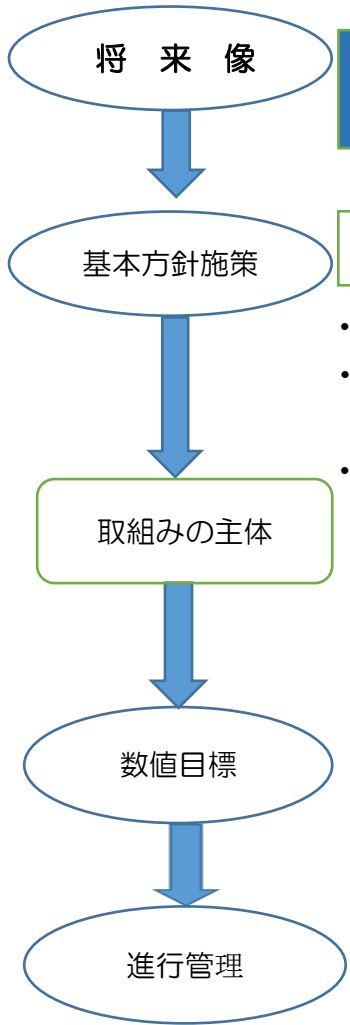 将　来　像
基本方針施策
・
・
・
取組みの主体
数値目標
進行管理